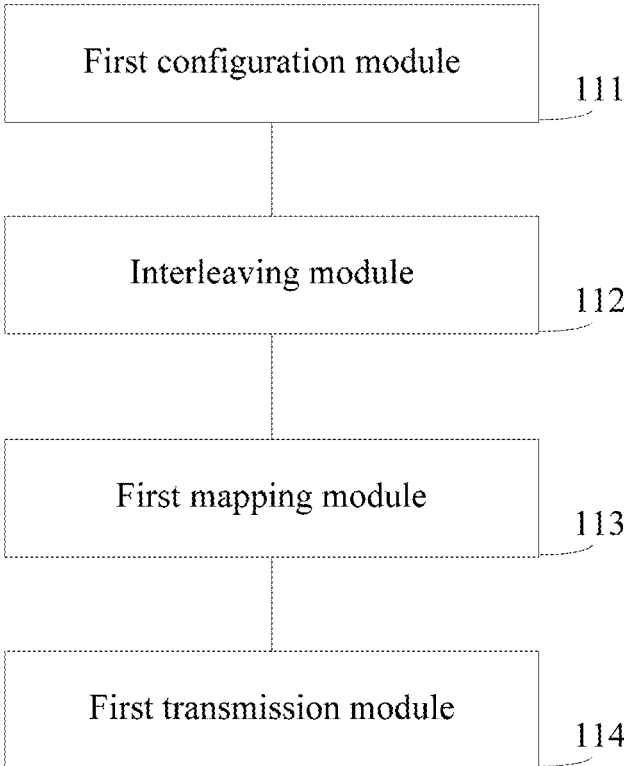 First configuration module
111
Interleaving module
112
First mapping module
113
First transmission module
114